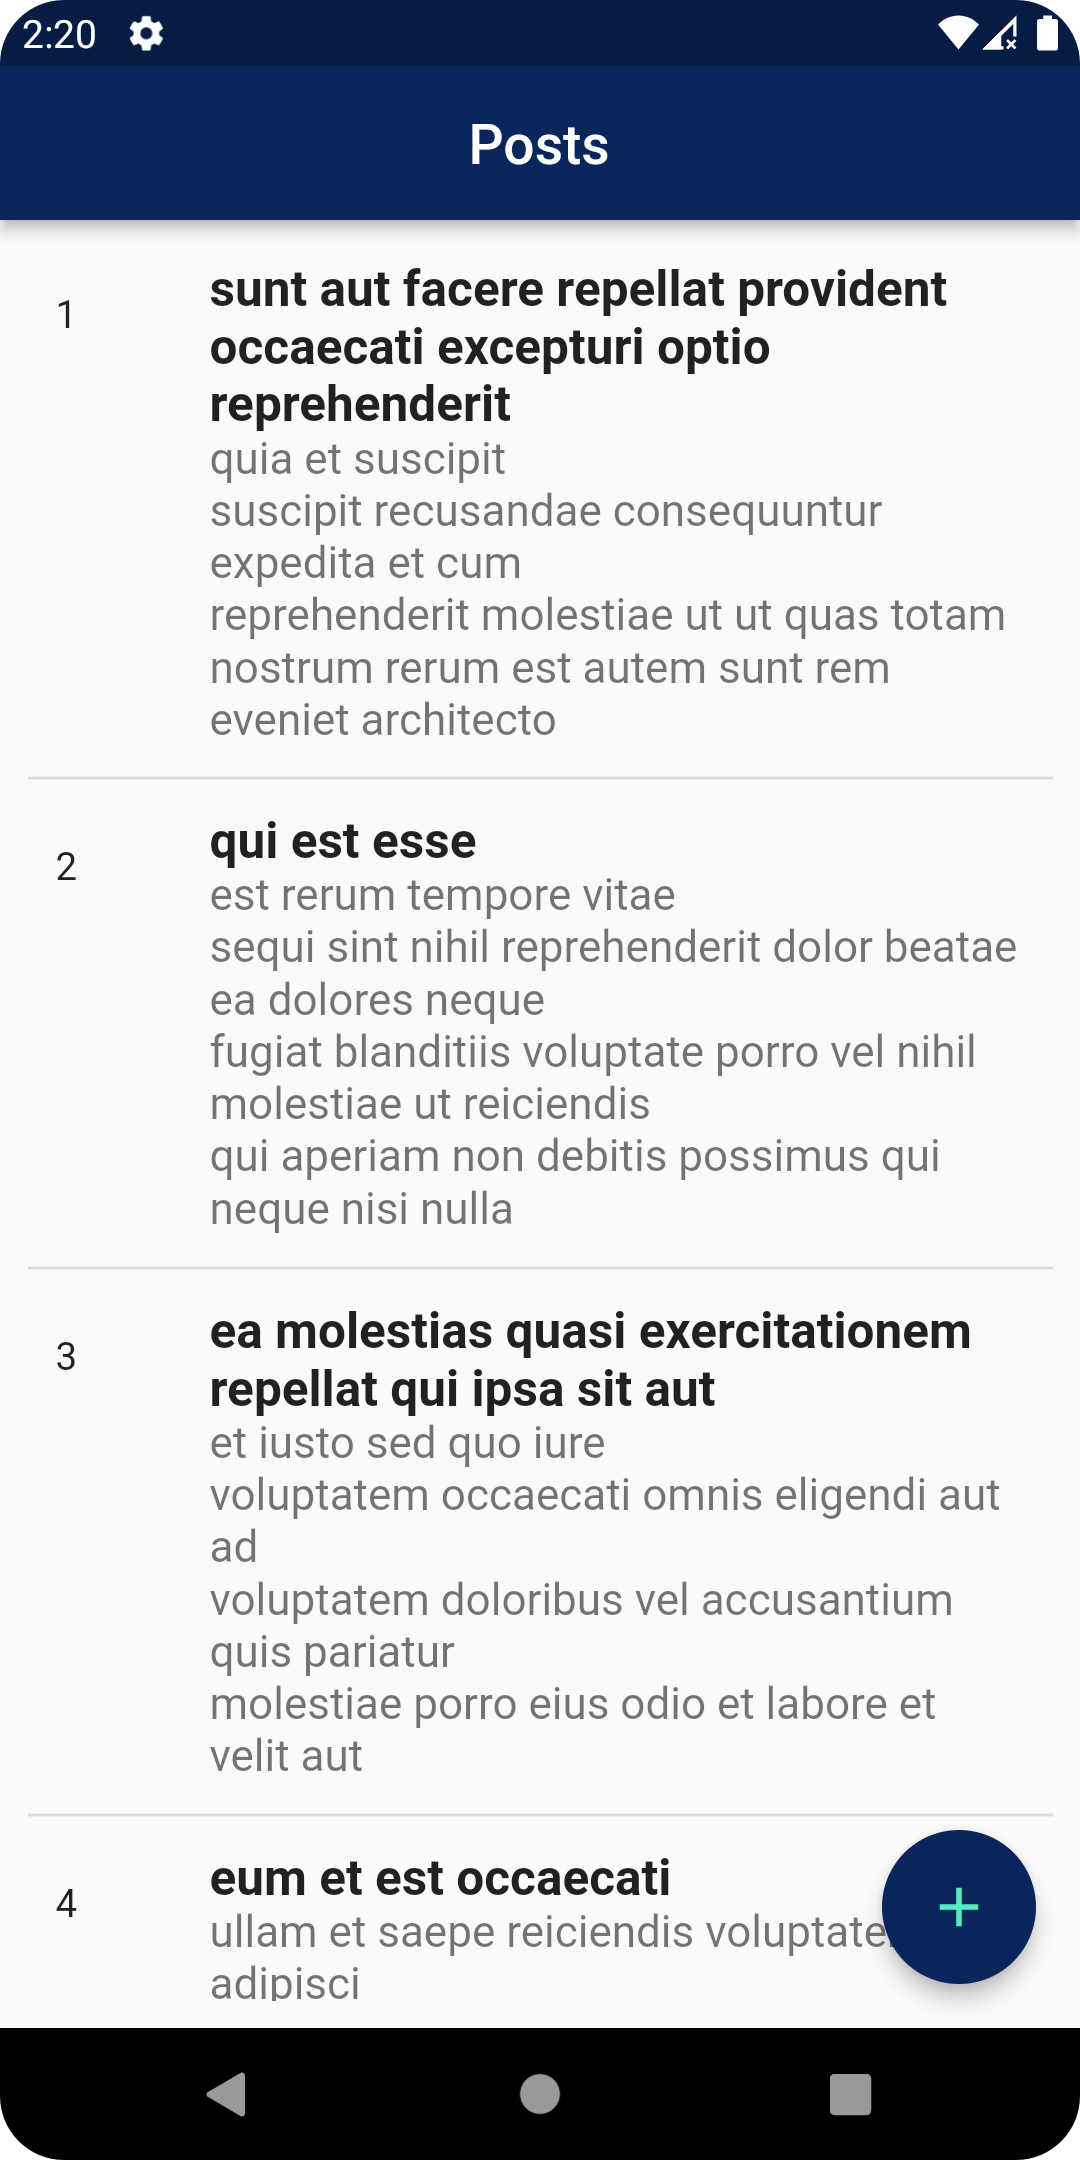 2:20
Posts
1
sunt aut facere repellat provident
occaecati excepturi optio
reprehenderit
quia et suscipit
suscipit recusandae consequuntur
expedita et cum
reprehenderit molestiae ut ut quas totam
nostrum rerum est autem sunt rem
eveniet architecto
2
qui est esse
est rerum tempore vitae
sequi sint nihil reprehenderit dolor beatae
ea dolores neque
fugiat blanditiis voluptate porro vel nihil
molestiae ut reiciendis
qui aperiam non debitis possimus qui
neque nisi nulla
3
ea molestias quasi exercitationem
repellat qui ipsa sit aut
et iusto sed quo iure
voluptatem occaecati omnis eligendi aut
ad
voluptatem doloribus vel accusantium
quis pariatur
molestiae porro eius odio et labore et
velit aut
4
eum et est occaecati
ullam et saepe reiciendis
adipisci